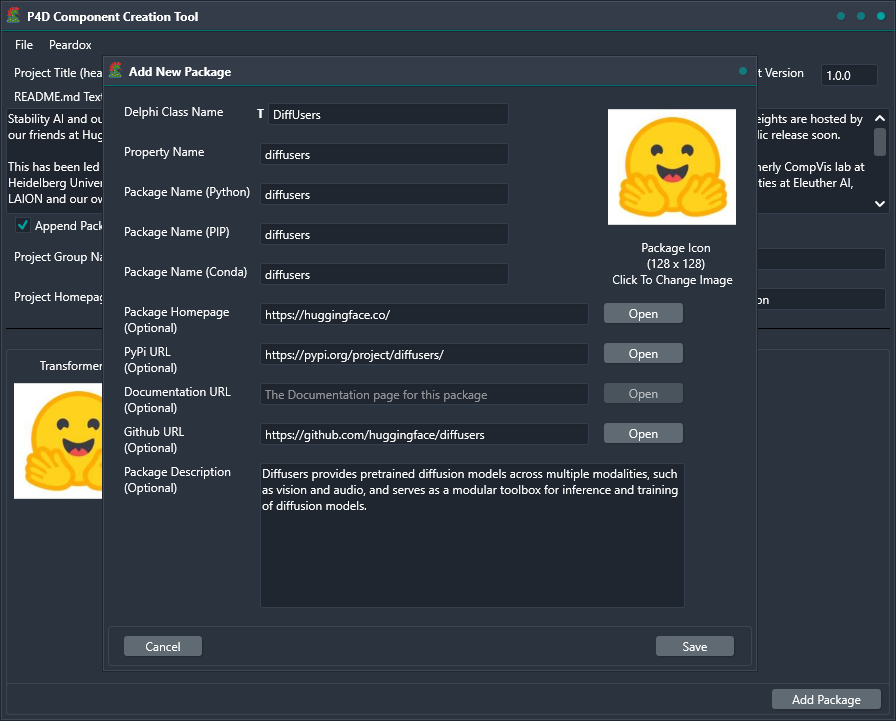 P4D Component Creation Tool
File Peardox
Project Title (hea
t Version 1.0.0
README.md Text
Stability AI and ou
eights are hosted by
our friends at Hug
lic release soon.
This has been led
merly CompVis lab at
Heidelberg Univer
ties at Eleuther AI,
LAION and our ow
Append Pack
Project Group Na
Project Homepag
on
Transformer
Add New Package
Delphi Class Name T DiffUsers
Property Name diffusers
Package Name (Python) diffusers
Package Name (PIP) diffusers
Package Name (Conda) diffusers
Package Icon
(128 x 128)
Click To Change Image
Package Homepage
(Optional)
https://huggingface.co/ Open
PyPi URL
(Optional)
https://pypi.org/project/diffusers/ Open
Documentation URL
(Optional)
The Documentation page for this package Open
Github URL
(Optional)
https://github.com/huggingface/diffusers Open
Package Description
(Optional)
Diffusers provides pretrained diffusion models across multiple modalities, such
as vision and audio, and serves as a modular toolbox for inference and training
of diffusion models.
Cancel Save
Add Package